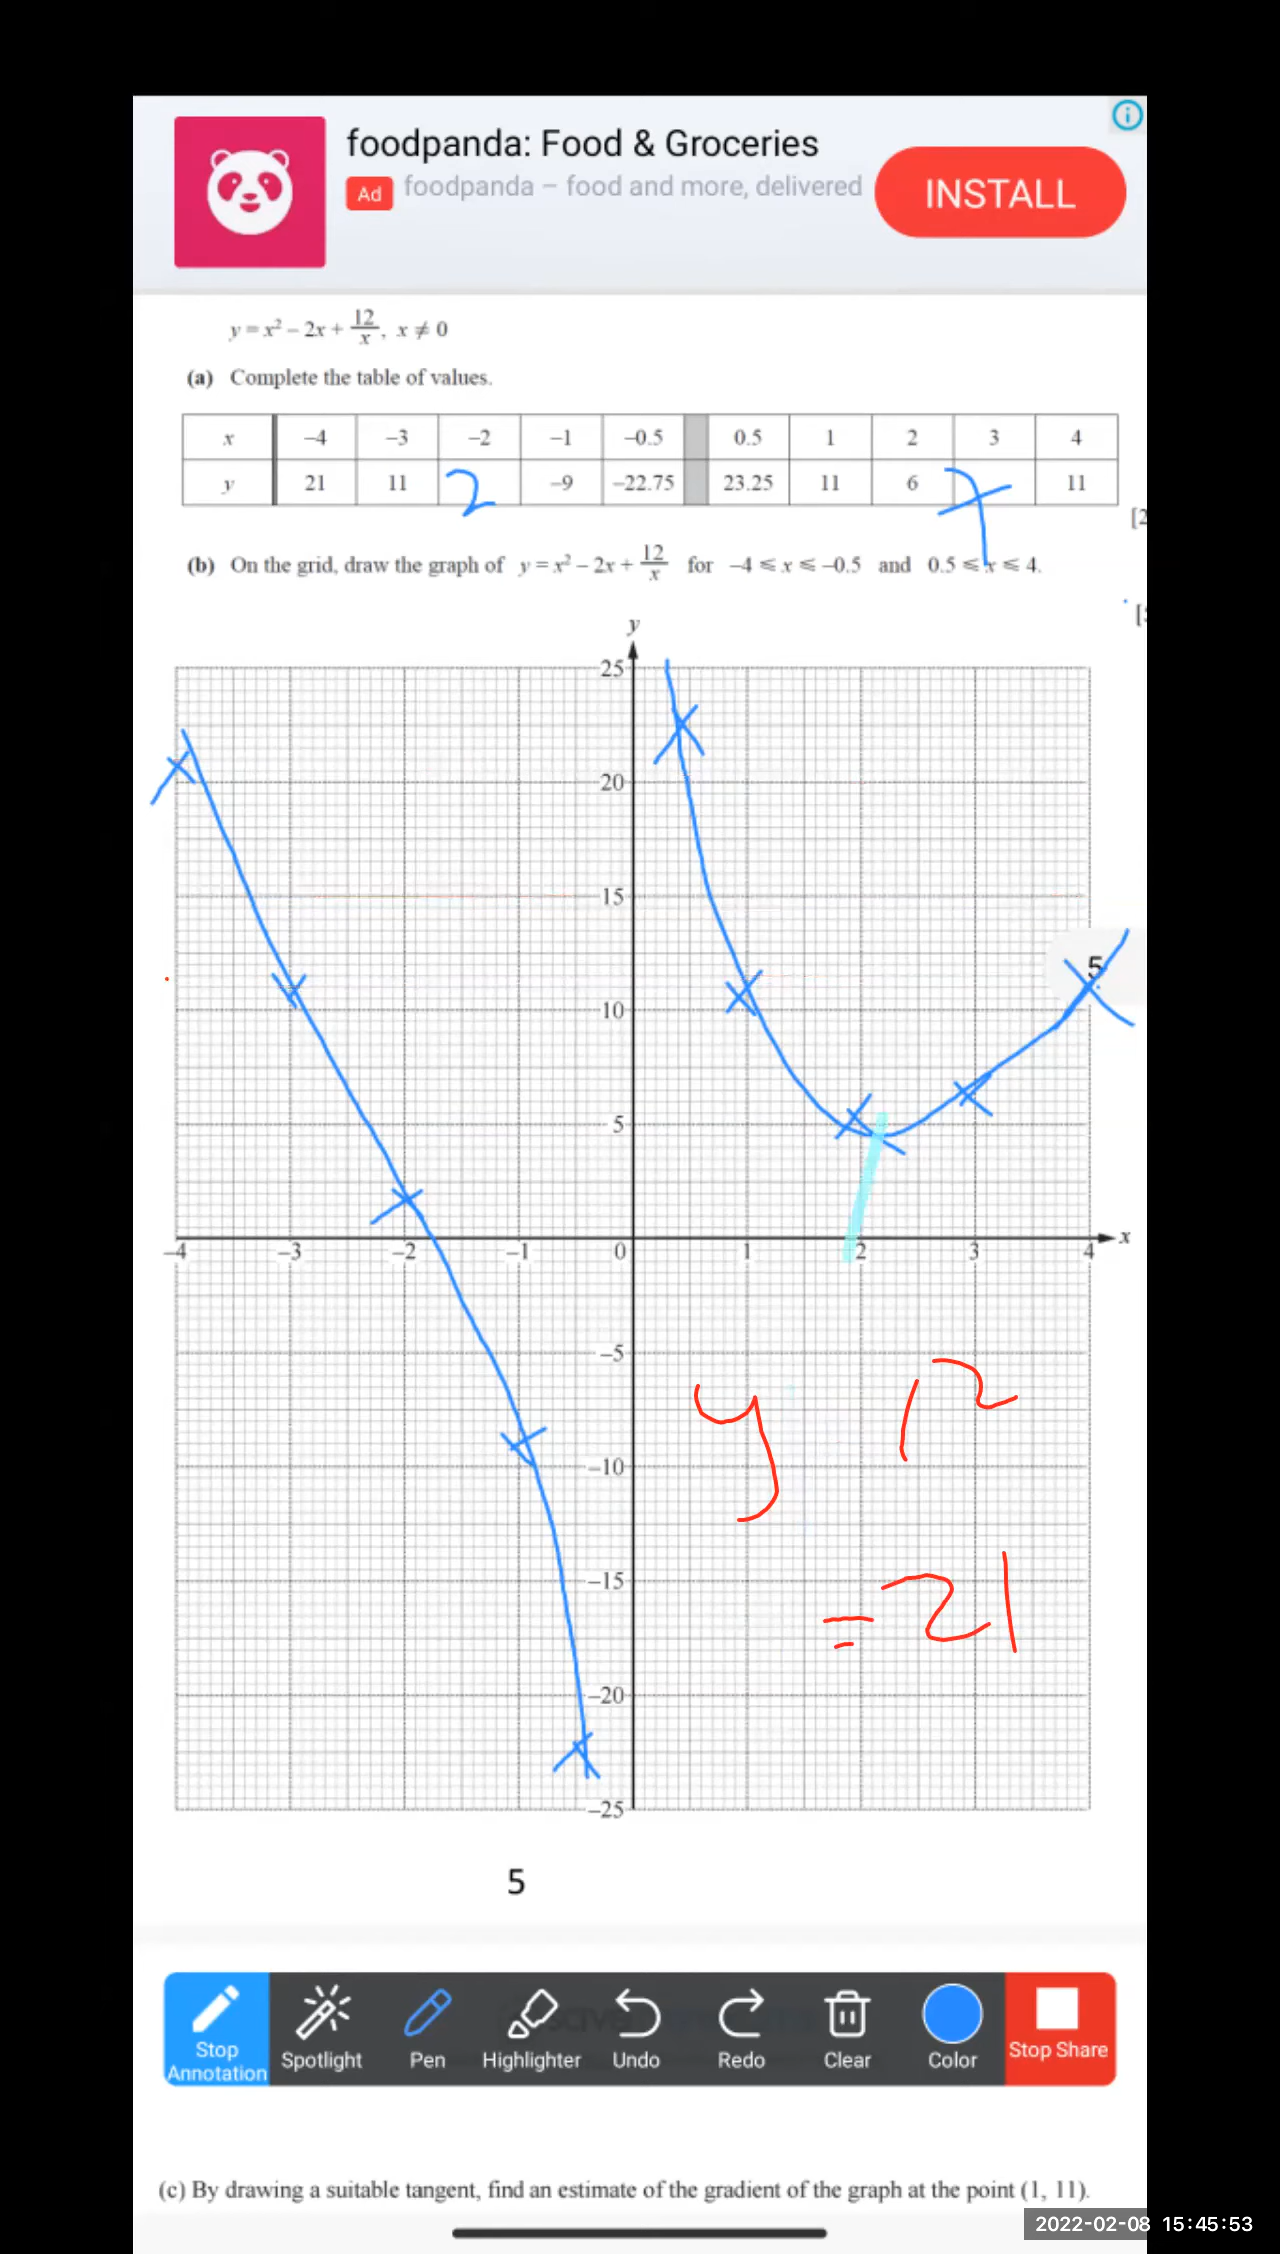 foodpanda: Food & Groceries
Ad foodpanda – food and more, delivered
INSTALL
y = x² – 2x + 12/x, x ≠ 0
(a) Complete the table of values.
x –4 –3 –2 –1 –0.5 0.5 1 2 3 4
y 21 11 2 –9 –22.75 23.25 11 6 7 11
[2
(b) On the grid, draw the graph of y = x² – 2x + 12/x for –4 ⩽ x ⩽ –0.5 and 0.5 ⩽ x ⩽ 4.
y
25
20
15
5
10
5
–4 –3 –2 –1 0 1 2 3 4 x
–5
y 12
–10
–15
= 21
–20
–25
5
Stop Annotation
Spotlight
Pen
Highlighter
Undo
Redo
Clear
Color
Stop Share
(c) By drawing a suitable tangent, find an estimate of the gradient of the graph at the point (1, 11).
2022-02-08 15:45:53